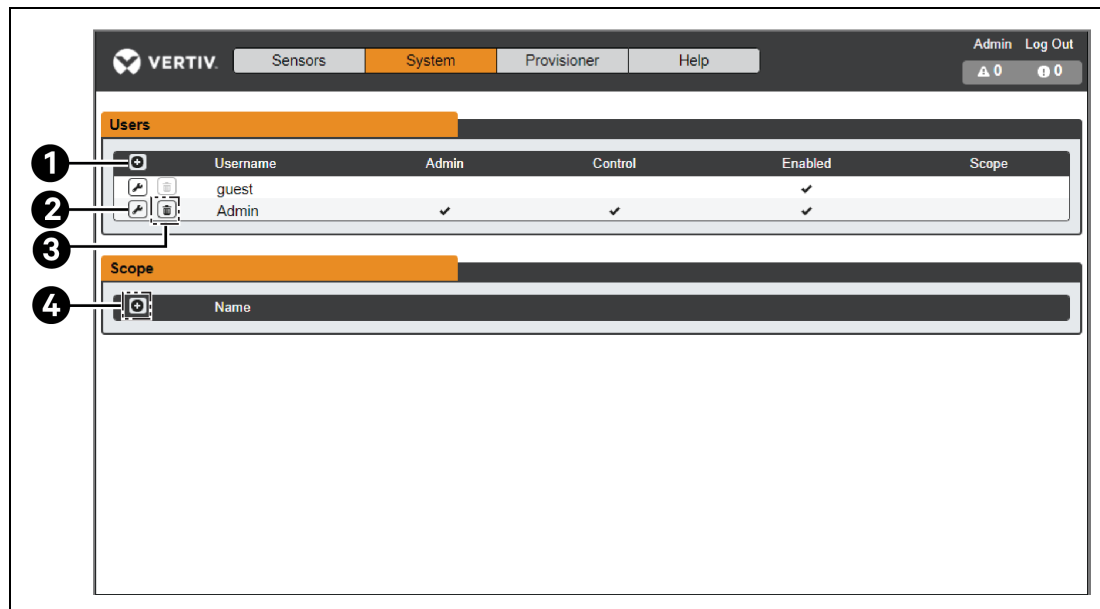 Admin Log Out
VERTIV. Sensors System Provisioner Help
0 0
Users
1
Username Admin Control Enabled Scope
guest
2
Admin
3
Scope
4
Name